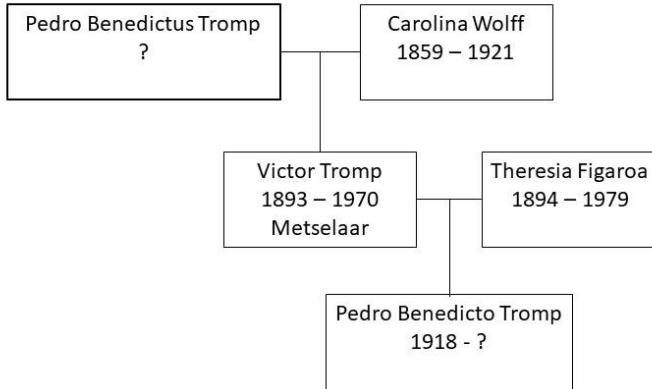 Pedro Benedictus Tromp
?
Carolina Wolff
1859 – 1921
Victor Tromp
1893 – 1970
Metselaar
Theresia Figaroa
1894 – 1979
Pedro Benedicto Tromp
1918 - ?